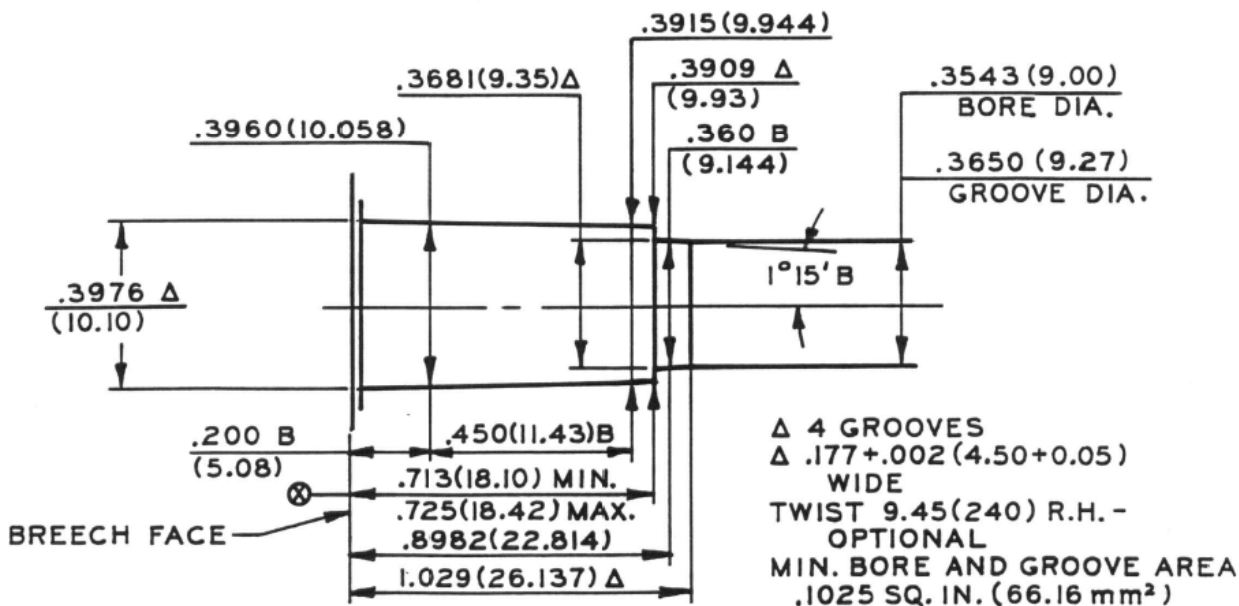 .3915(9.944)
.3681(9.35)Δ
.3909 Δ
(9.93)
.3543(9.00)
BORE DIA.
.3960(10.058)
.360 B
(9.144)
.3650 (9.27)
GROOVE DIA.
1°15'B
.3976 Δ
(10.10)
.200 B
(5.08)
.450(11.43)B
⊗
.713(18.10) MIN.
.725(18.42) MAX.
BREECH FACE
.8982(22.814)
1.029(26.137) Δ
Δ 4 GROOVES
Δ .177+.002(4.50+0.05)
WIDE
TWIST 9.45(240) R.H.-
OPTIONAL
MIN. BORE AND GROOVE AREA
.1025 SQ. IN. (66.16 mm²)